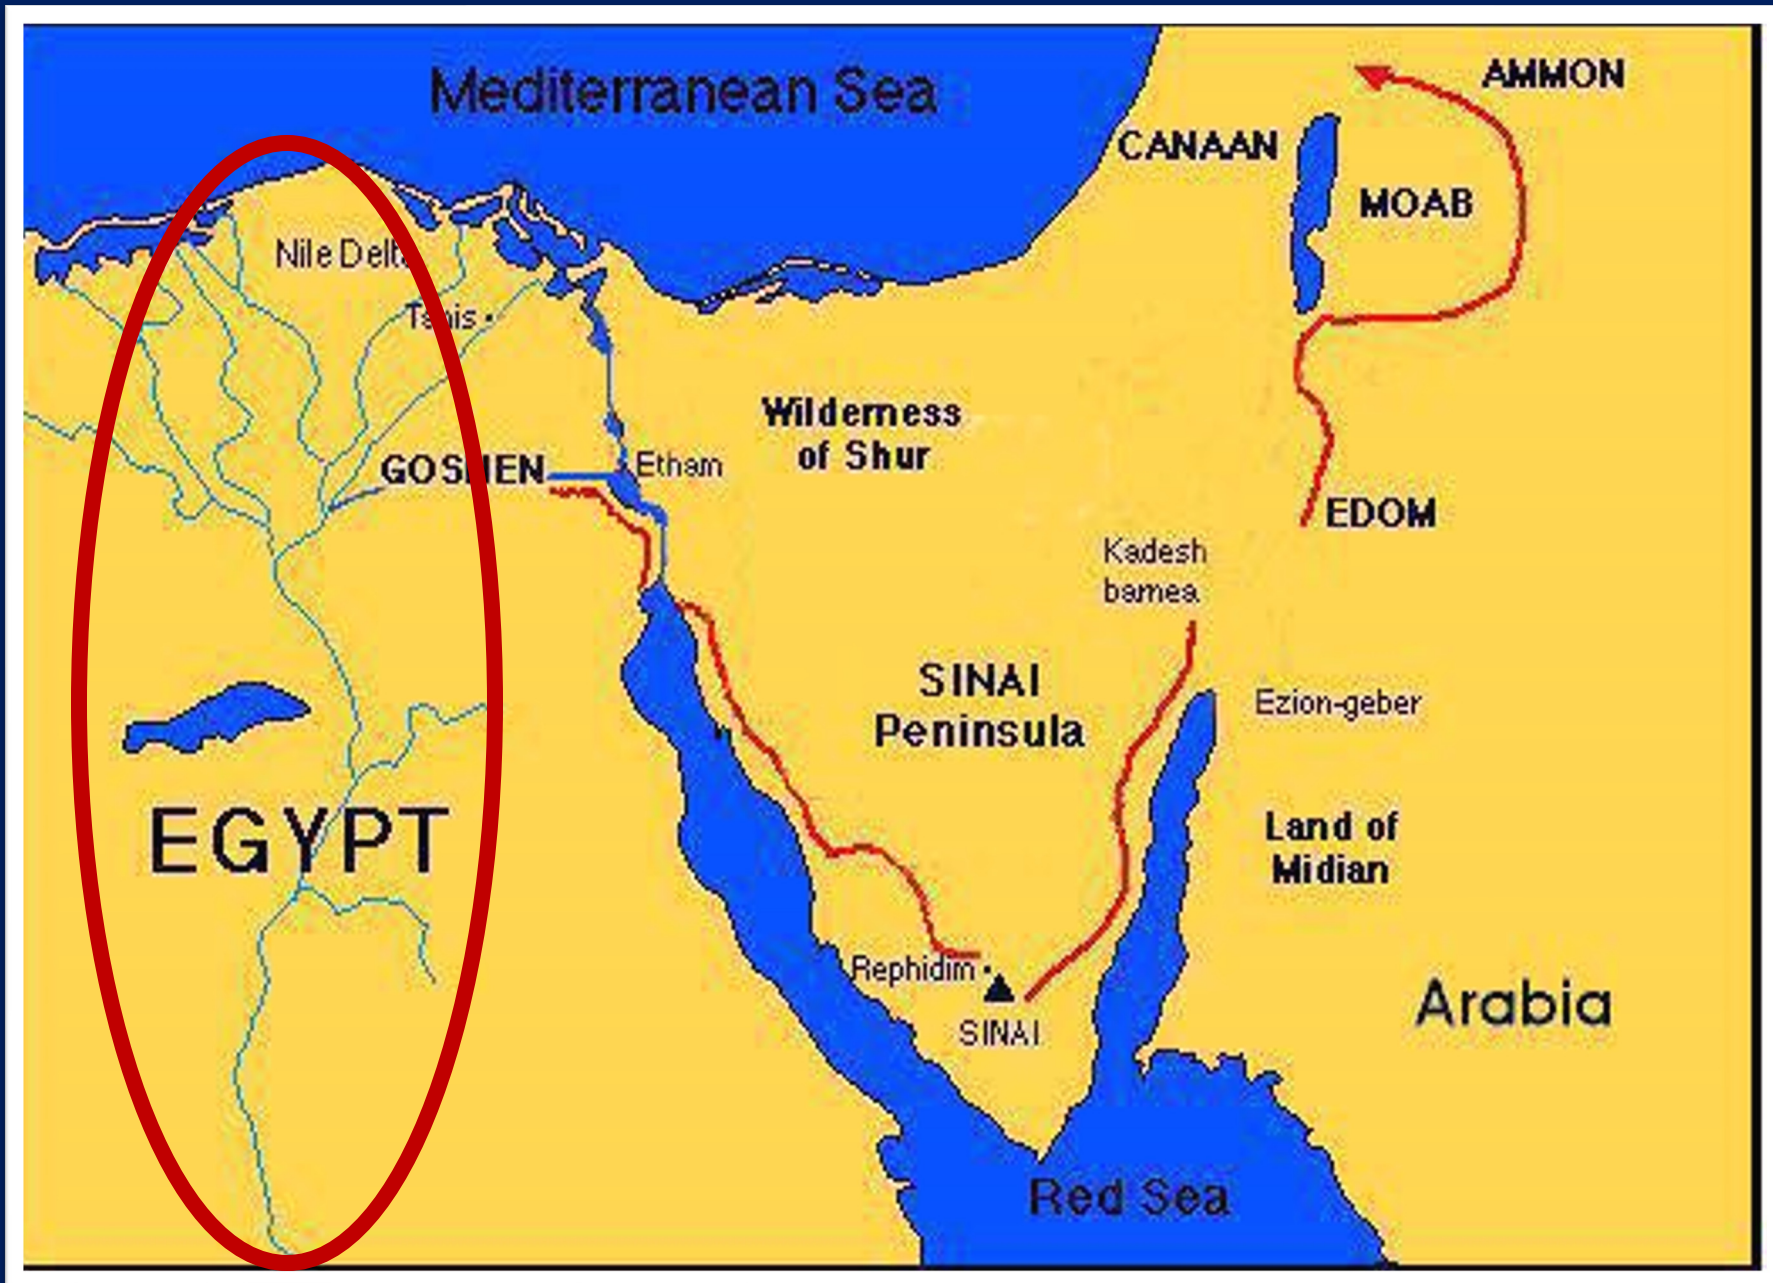 Mediterranean Sea
AMMON
CANAAN
MOAB
Nile Delta
Tanis
Wilderness
of Shur
GOSHEN
Etham
EDOM
Kadesh
barnea
SINAI
Peninsula
Ezion-geber
EGYPT
Land of
Midian
Rephidim
SINAI
Arabia
Red Sea